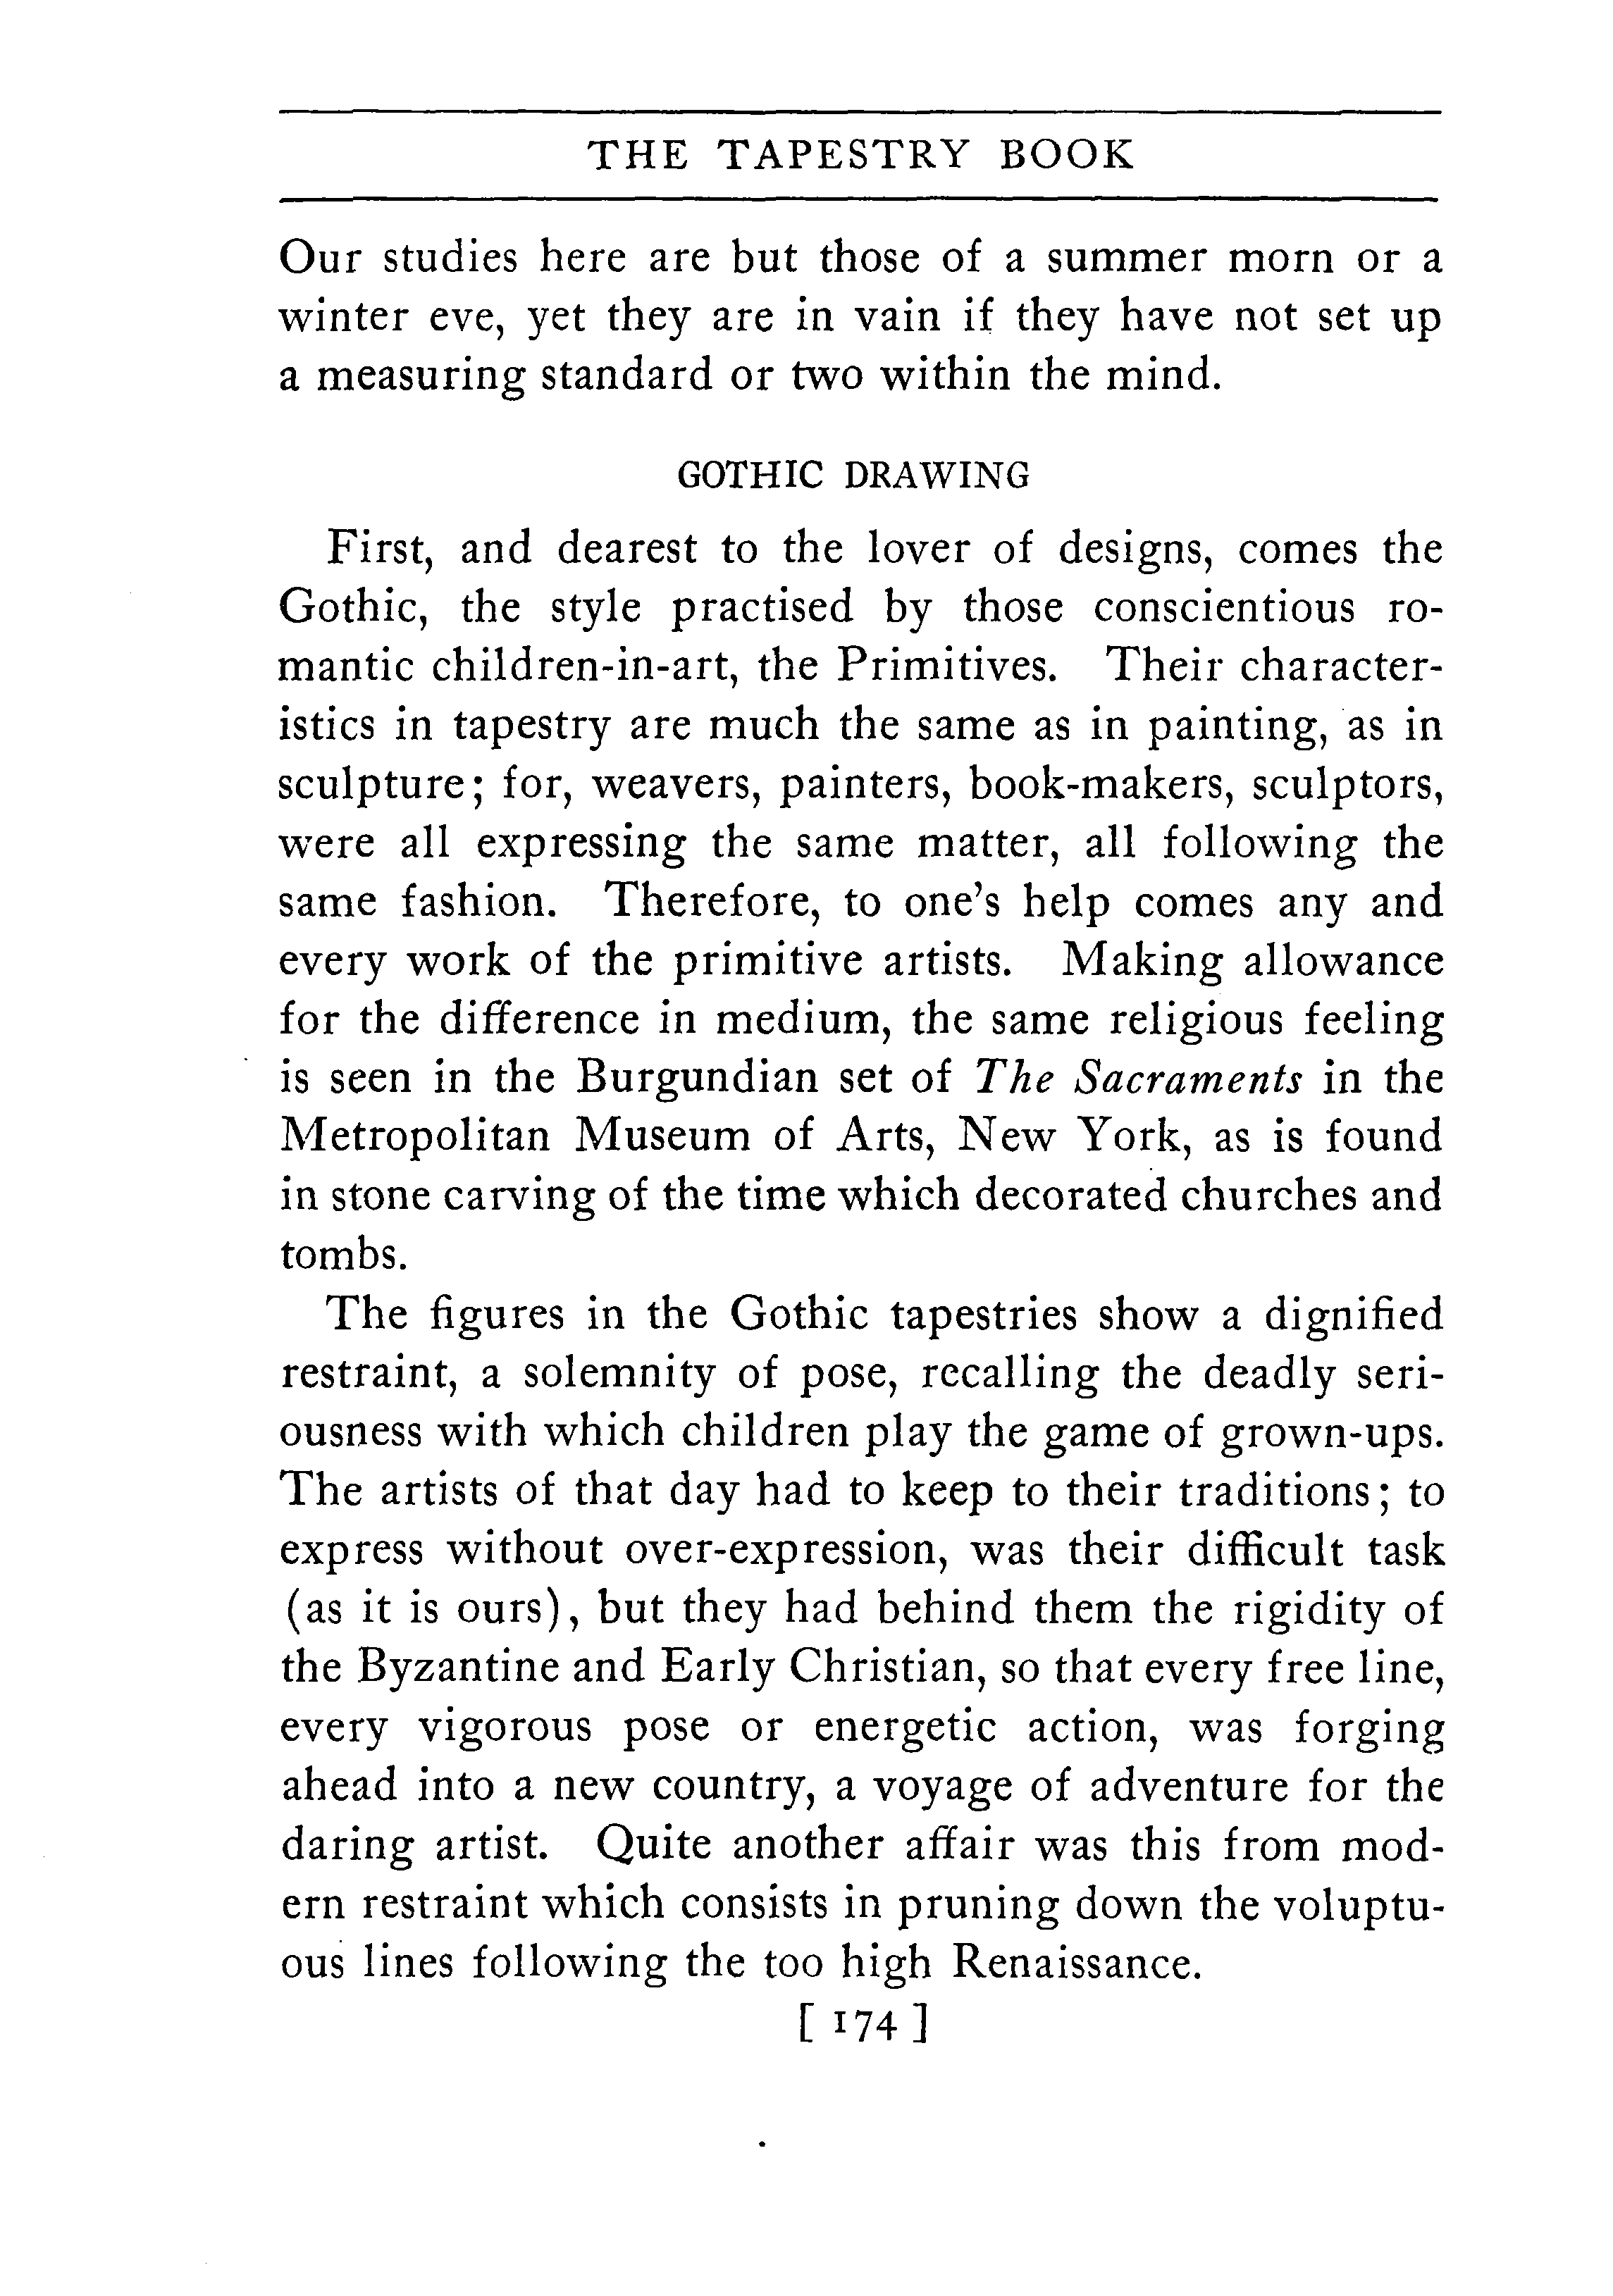 THE TAPESTRY BOOK
Our studies here are but those of a summer morn or a
winter eve, yet they are in vain if they have not set up
a measuring standard or two within the mind.
GOTHIC DRAWING
First, and dearest to the lover of designs, comes the
Gothic, the style practised by those conscientious ro-
mantic children-in-art, the Primitives. Their character-
istics in tapestry are much the same as in painting, as in
sculpture; for, weavers, painters, book-makers, sculptors,
were all expressing the same matter, all following the
same fashion. Therefore, to one's help comes any and
every work of the primitive artists. Making allowance
for the difference in medium, the same religious feeling
is seen in the Burgundian set of The Sacraments in the
Metropolitan Museum of Arts, New York, as is found
in stone carving of the time which decorated churches and
tombs.
The figures in the Gothic tapestries show a dignified
restraint, a solemnity of pose, recalling the deadly seri-
ousness with which children play the game of grown-ups.
The artists of that day had to keep to their traditions; to
express without over-expression, was their difficult task
(as it is ours), but they had behind them the rigidity of
the Byzantine and Early Christian, so that every free line,
every vigorous pose or energetic action, was forging
ahead into a new country, a voyage of adventure for the
daring artist. Quite another affair was this from mod-
ern restraint which consists in pruning down the voluptu-
ous lines following the too high Renaissance.
[ 174 ]